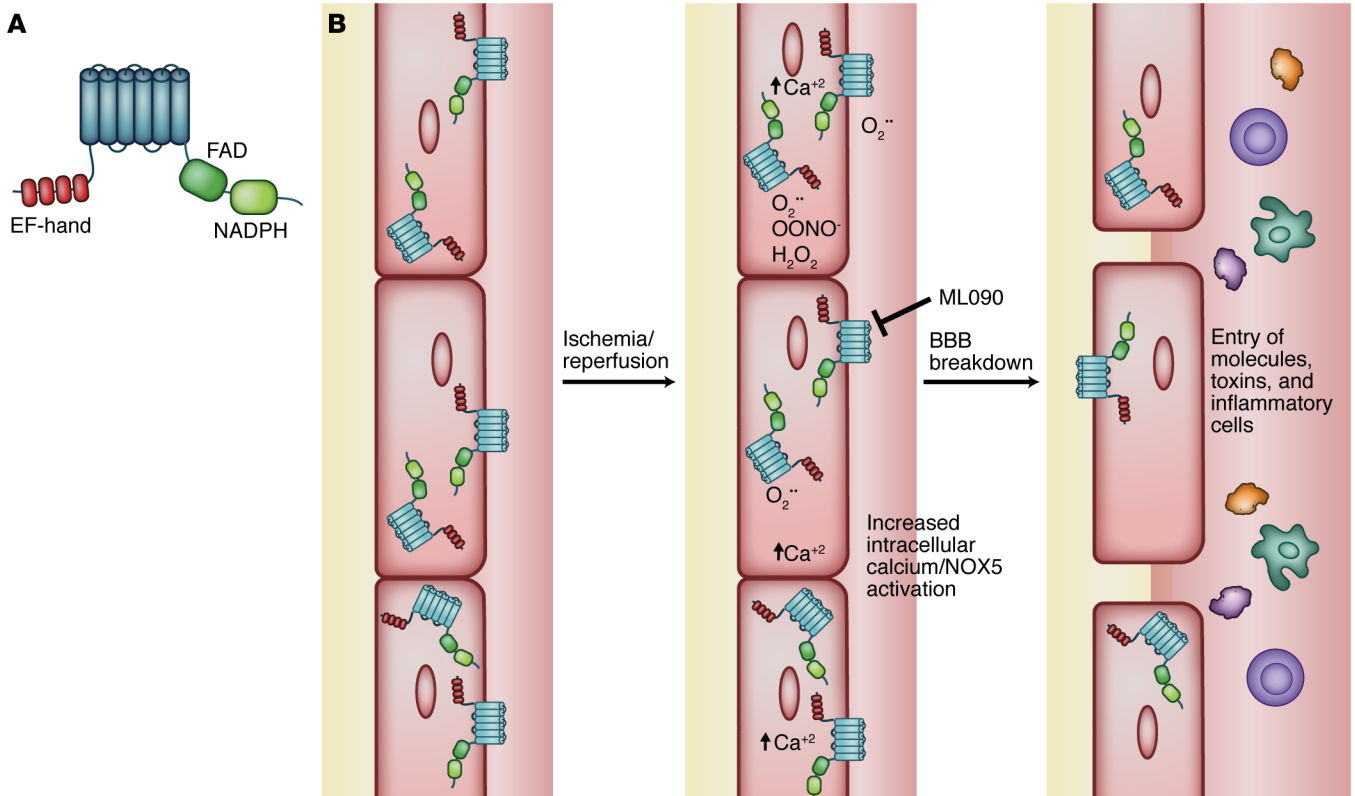 A
FAD
EF-hand
NADPH
B
Ischemia/
reperfusion
↑Ca⁺²
O₂˙˙
O₂˙˙
OONO⁻
H₂O₂
ML090
O₂˙˙
↑Ca⁺²
Increased
intracellular
calcium/NOX5
activation
↑Ca⁺²
BBB
breakdown
Entry of
molecules,
toxins, and
inflammatory
cells